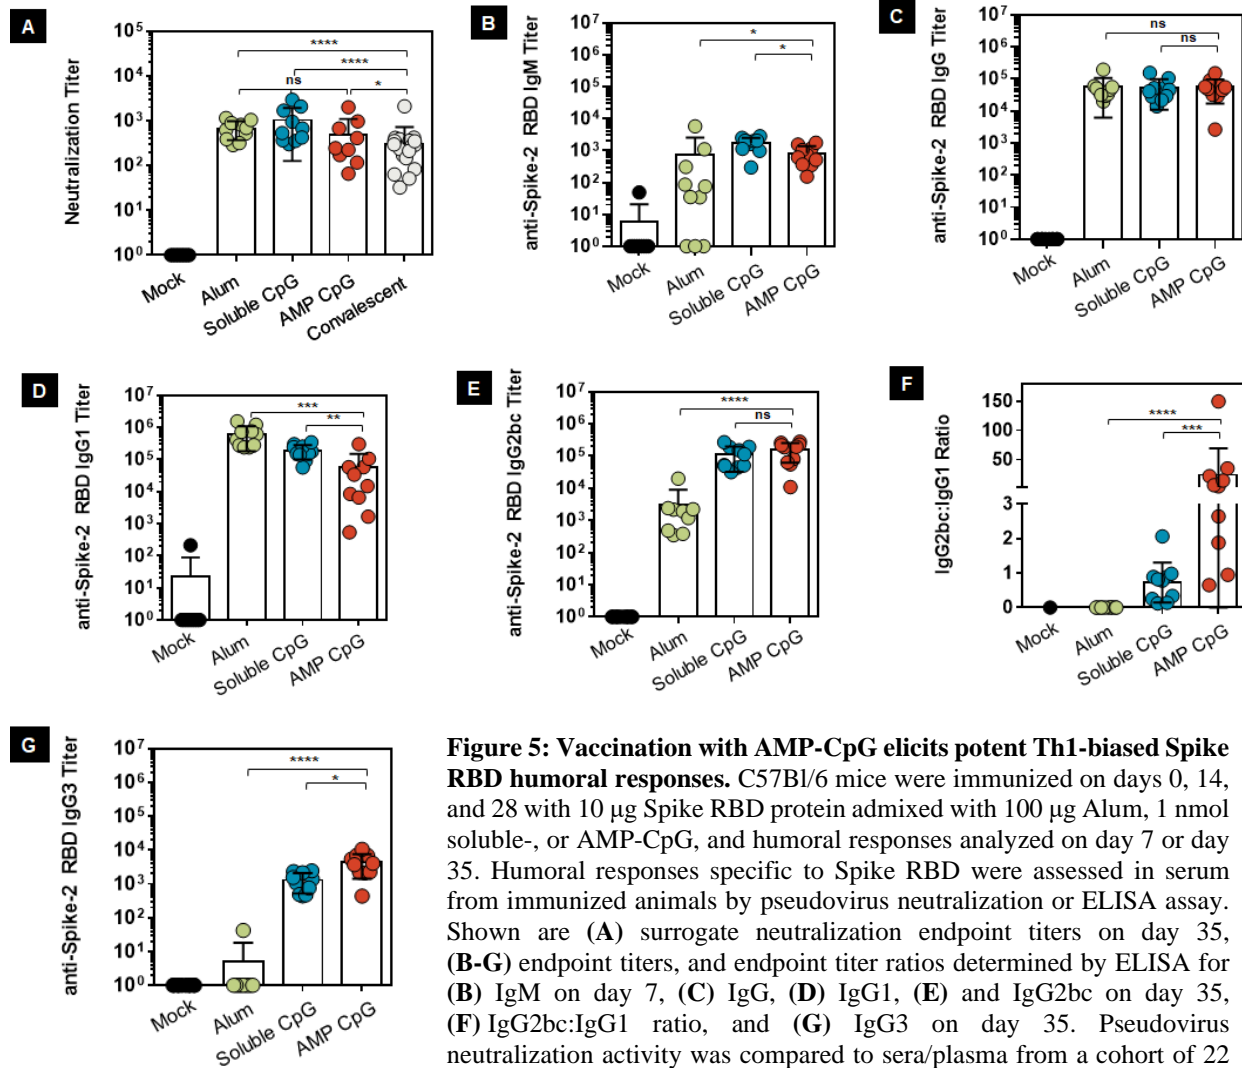 A
Neutralization Titer
10⁵
10⁴
10³
10²
10¹
10⁰
****
****
ns
*
Mock
Alum
Soluble CpG
AMP CpG
Convalescent
B
anti-Spike-2 RBD IgM Titer
10⁷
10⁶
10⁵
10⁴
10³
10²
10¹
10⁰
*
*
Mock
Alum
Soluble CpG
AMP CpG
C
anti-Spike-2 RBD IgG Titer
10⁷
10⁶
10⁵
10⁴
10³
10²
10¹
10⁰
ns
ns
Mock
Alum
Soluble CpG
AMP CpG
D
anti-Spike-2 RBD IgG1 Titer
10⁷
10⁶
10⁵
10⁴
10³
10²
10¹
10⁰
***
**
Mock
Alum
Soluble CpG
AMP CpG
E
anti-Spike-2 RBD IgG2bc Titer
10⁷
10⁶
10⁵
10⁴
10³
10²
10¹
10⁰
****
ns
Mock
Alum
Soluble CpG
AMP CpG
F
IgG2bc:IgG1 Ratio
150
100
50
3
2
1
0
****
***
Mock
Alum
Soluble CpG
AMP CpG
G
anti-Spike-2 RBD IgG3 Titer
10⁷
10⁶
10⁵
10⁴
10³
10²
10¹
10⁰
****
*
Mock
Alum
Soluble CpG
AMP CpG
Figure 5: Vaccination with AMP-CpG elicits potent Th1-biased Spike
RBD humoral responses. C57Bl/6 mice were immunized on days 0, 14,
and 28 with 10 µg Spike RBD protein admixed with 100 µg Alum, 1 nmol
soluble-, or AMP-CpG, and humoral responses analyzed on day 7 or day
35. Humoral responses specific to Spike RBD were assessed in serum
from immunized animals by pseudovirus neutralization or ELISA assay.
Shown are (A) surrogate neutralization endpoint titers on day 35,
(B-G) endpoint titers, and endpoint titer ratios determined by ELISA for
(B) IgM on day 7, (C) IgG, (D) IgG1, (E) and IgG2bc on day 35,
(F) IgG2bc:IgG1 ratio, and (G) IgG3 on day 35. Pseudovirus
neutralization activity was compared to sera/plasma from a cohort of 22